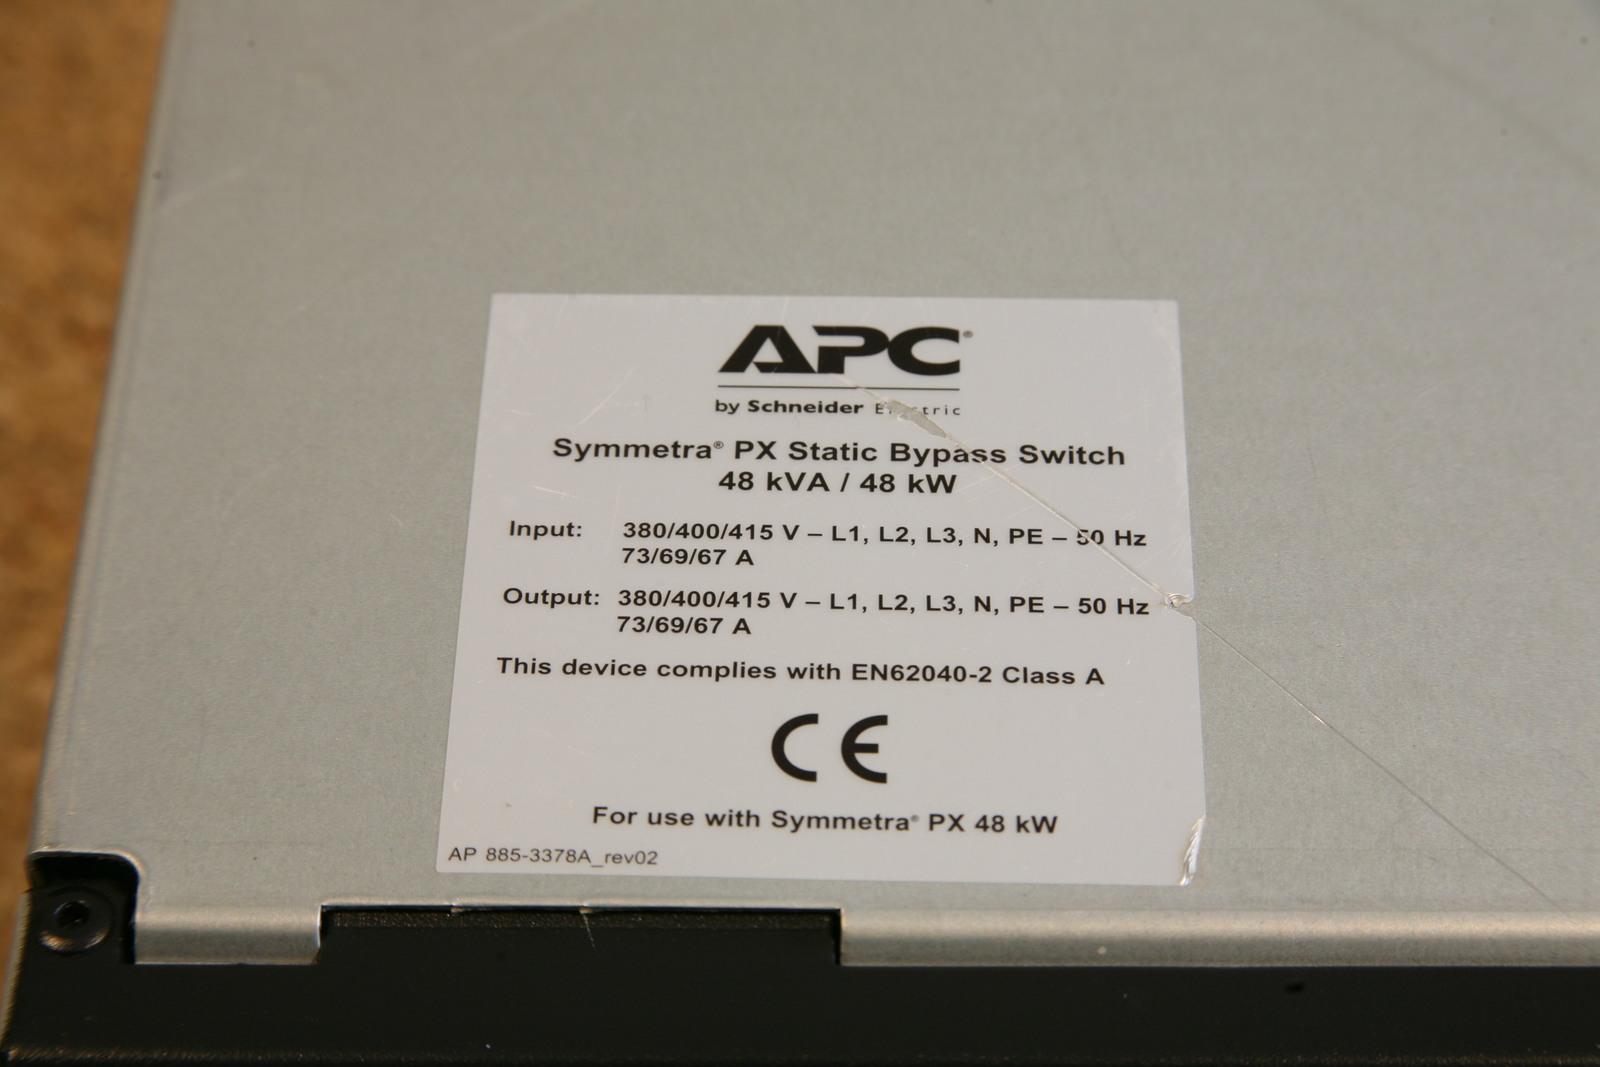 APC®
by Schneider Electric
Symmetra® PX Static Bypass Switch
48 kVA / 48 kW
Input: 380/400/415 V – L1, L2, L3, N, PE – 50 Hz
73/69/67 A
Output: 380/400/415 V – L1, L2, L3, N, PE – 50 Hz
73/69/67 A
This device complies with EN62040-2 Class A
CE
For use with Symmetra® PX 48 kW
AP 885-3378A_rev02